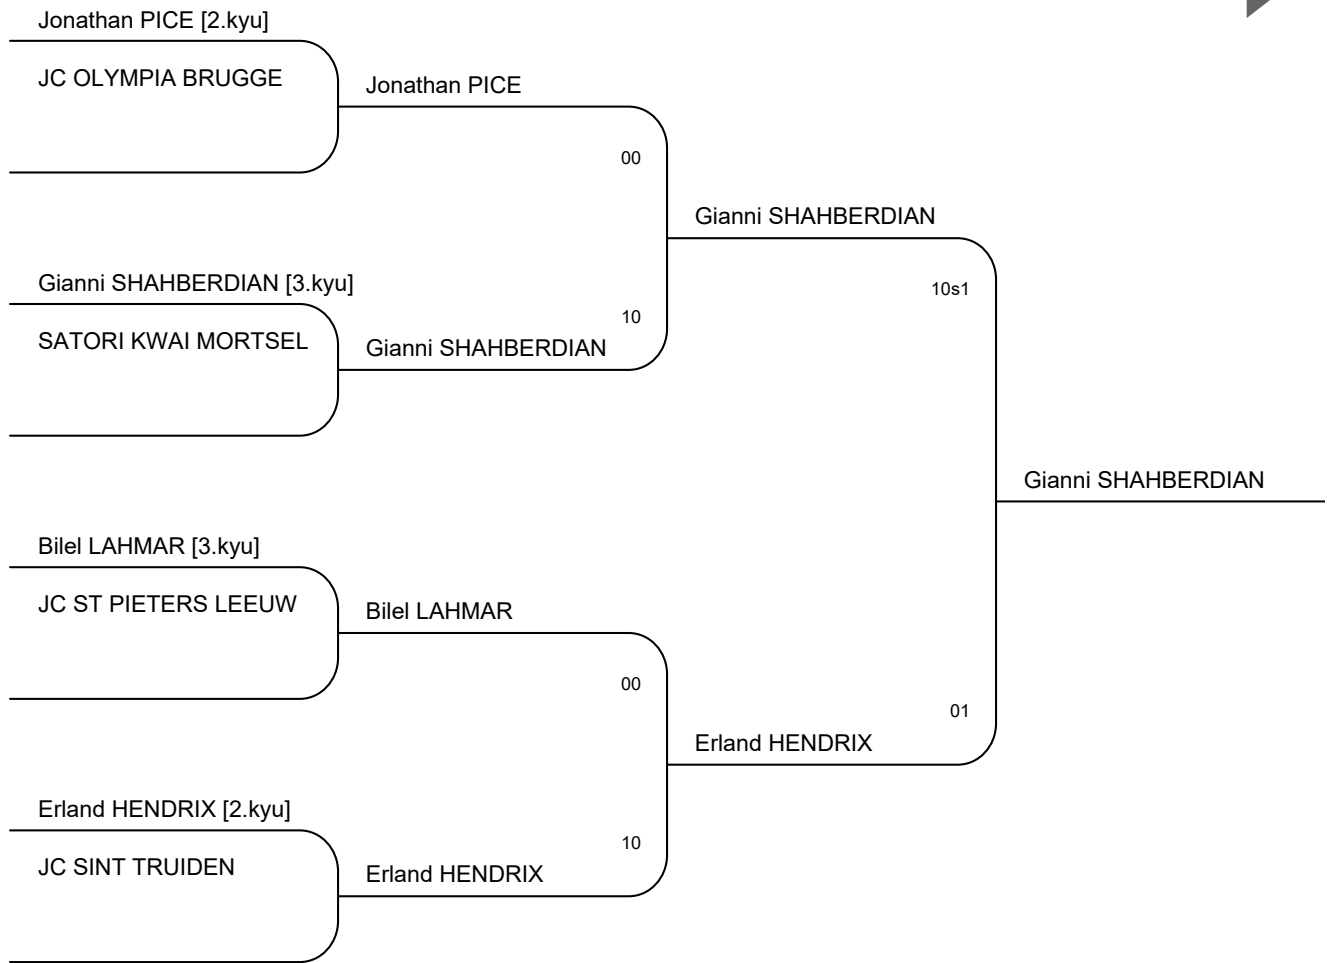 Jonathan PICE [2.kyu]
JC OLYMPIA BRUGGE
Jonathan PICE
00
Gianni SHAHBERDIAN
Gianni SHAHBERDIAN [3.kyu]
10s1
10
SATORI KWAI MORTSEL
Gianni SHAHBERDIAN
Gianni SHAHBERDIAN
Bilel LAHMAR [3.kyu]
JC ST PIETERS LEEUW
Bilel LAHMAR
00
01
Erland HENDRIX
Erland HENDRIX [2.kyu]
10
JC SINT TRUIDEN
Erland HENDRIX